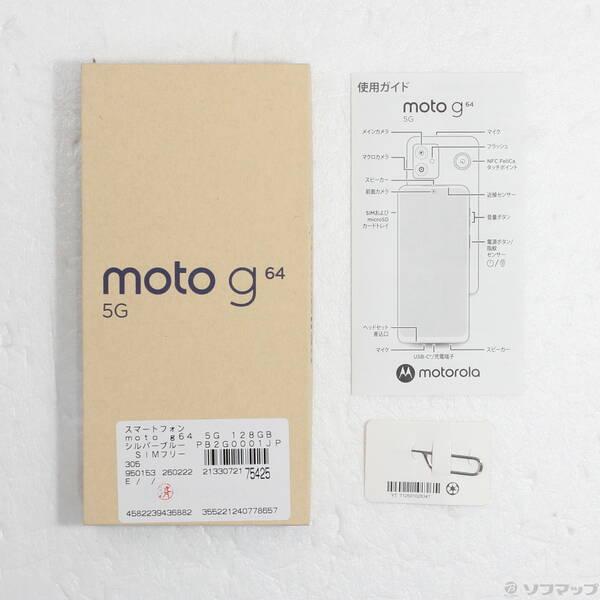 moto g 64
5G
スマートフォン
moto g64 5G 128GB
シルバーブルー PB2G0001JP
SIMフリー
305
950153 260222 21330721 75425
E / /
済
4582239436882 355221240778657
使用ガイド
moto g 64
5G
メインカメラ
マイク
フラッシュ
マクロカメラ
NFC FeliCa
タッチポイント
スピーカー
前面カメラ
近接センサー
SIMおよび
microSD
カードトレイ
音量ボタン
電源ボタン/
指紋
センサー
ヘッドセット
差込口
マイク
USB-C/充電端子
スピーカー
motorola
ソフマップ